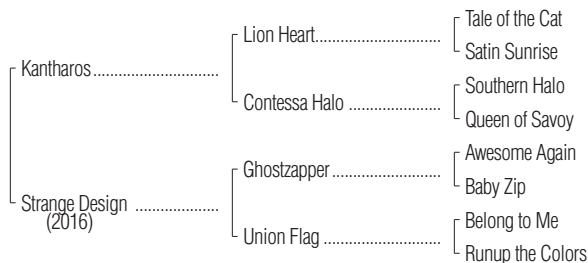 Tale of the Cat
Lion Heart
Satin Sunrise
Kantharos
Southern Halo
Contessa Halo
Queen of Savoy
Awesome Again
Ghostzapper
Baby Zip
Strange Design
(2016)
Belong to Me
Union Flag
Runup the Colors